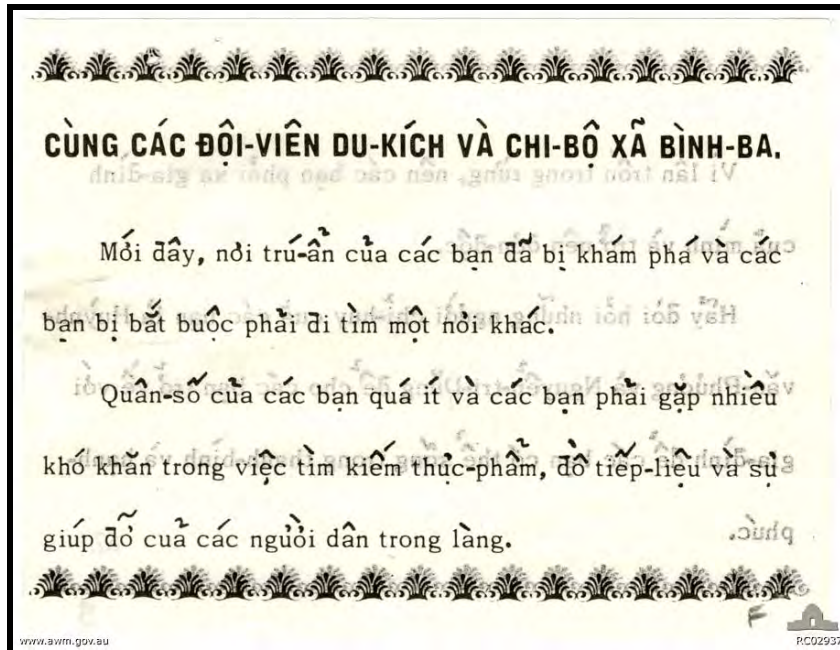 CÙNG CÁC ĐỘI-VIÊN DU-KÍCH VÀ CHI-BỘ XÃ BÌNH-BA.
Mới đây, nơi trú-ẩn của các bạn đã bị khám phá và các
bạn bị bắt buộc phải đi tìm một nơi khác.
Quân-số của các bạn quá ít và các bạn phải gặp nhiều
khó khăn trong việc tìm kiếm thực-phẩm, đồ tiếp-liệu và sự
giúp đỡ cuả các người dân trong làng.
F
www.awm.gov.au
RC02937